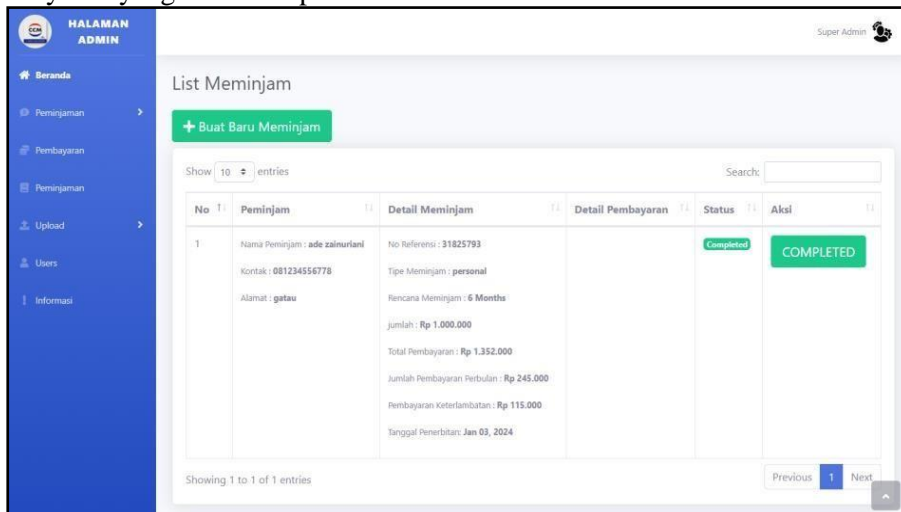 HALAMAN
ADMIN
Super Admin
Beranda
Peminjaman
Pembayaran
Peminjaman
Upload
Users
Informasi
List Meminjam
+ Buat Baru Meminjam
Show 10 entries
Search:
No Peminjam Detail Meminjam Detail Pembayaran Status Aksi
1
Nama Peminjam : ade zainuriani
Kontak : 081234556778
Alamat : gatau
No Referensi : 31825793
Tipe Meminjam : personal
Rencana Meminjam : 6 Months
jumlah : Rp 1.000.000
Total Pembayaran : Rp 1.352.000
Jumlah Pembayaran Perbulan : Rp 245.000
Pembayaran Keterlambatan : Rp 115.000
Tanggal Penerbitan: Jan 03, 2024
Completed
COMPLETED
Showing 1 to 1 of 1 entries
Previous 1 Next